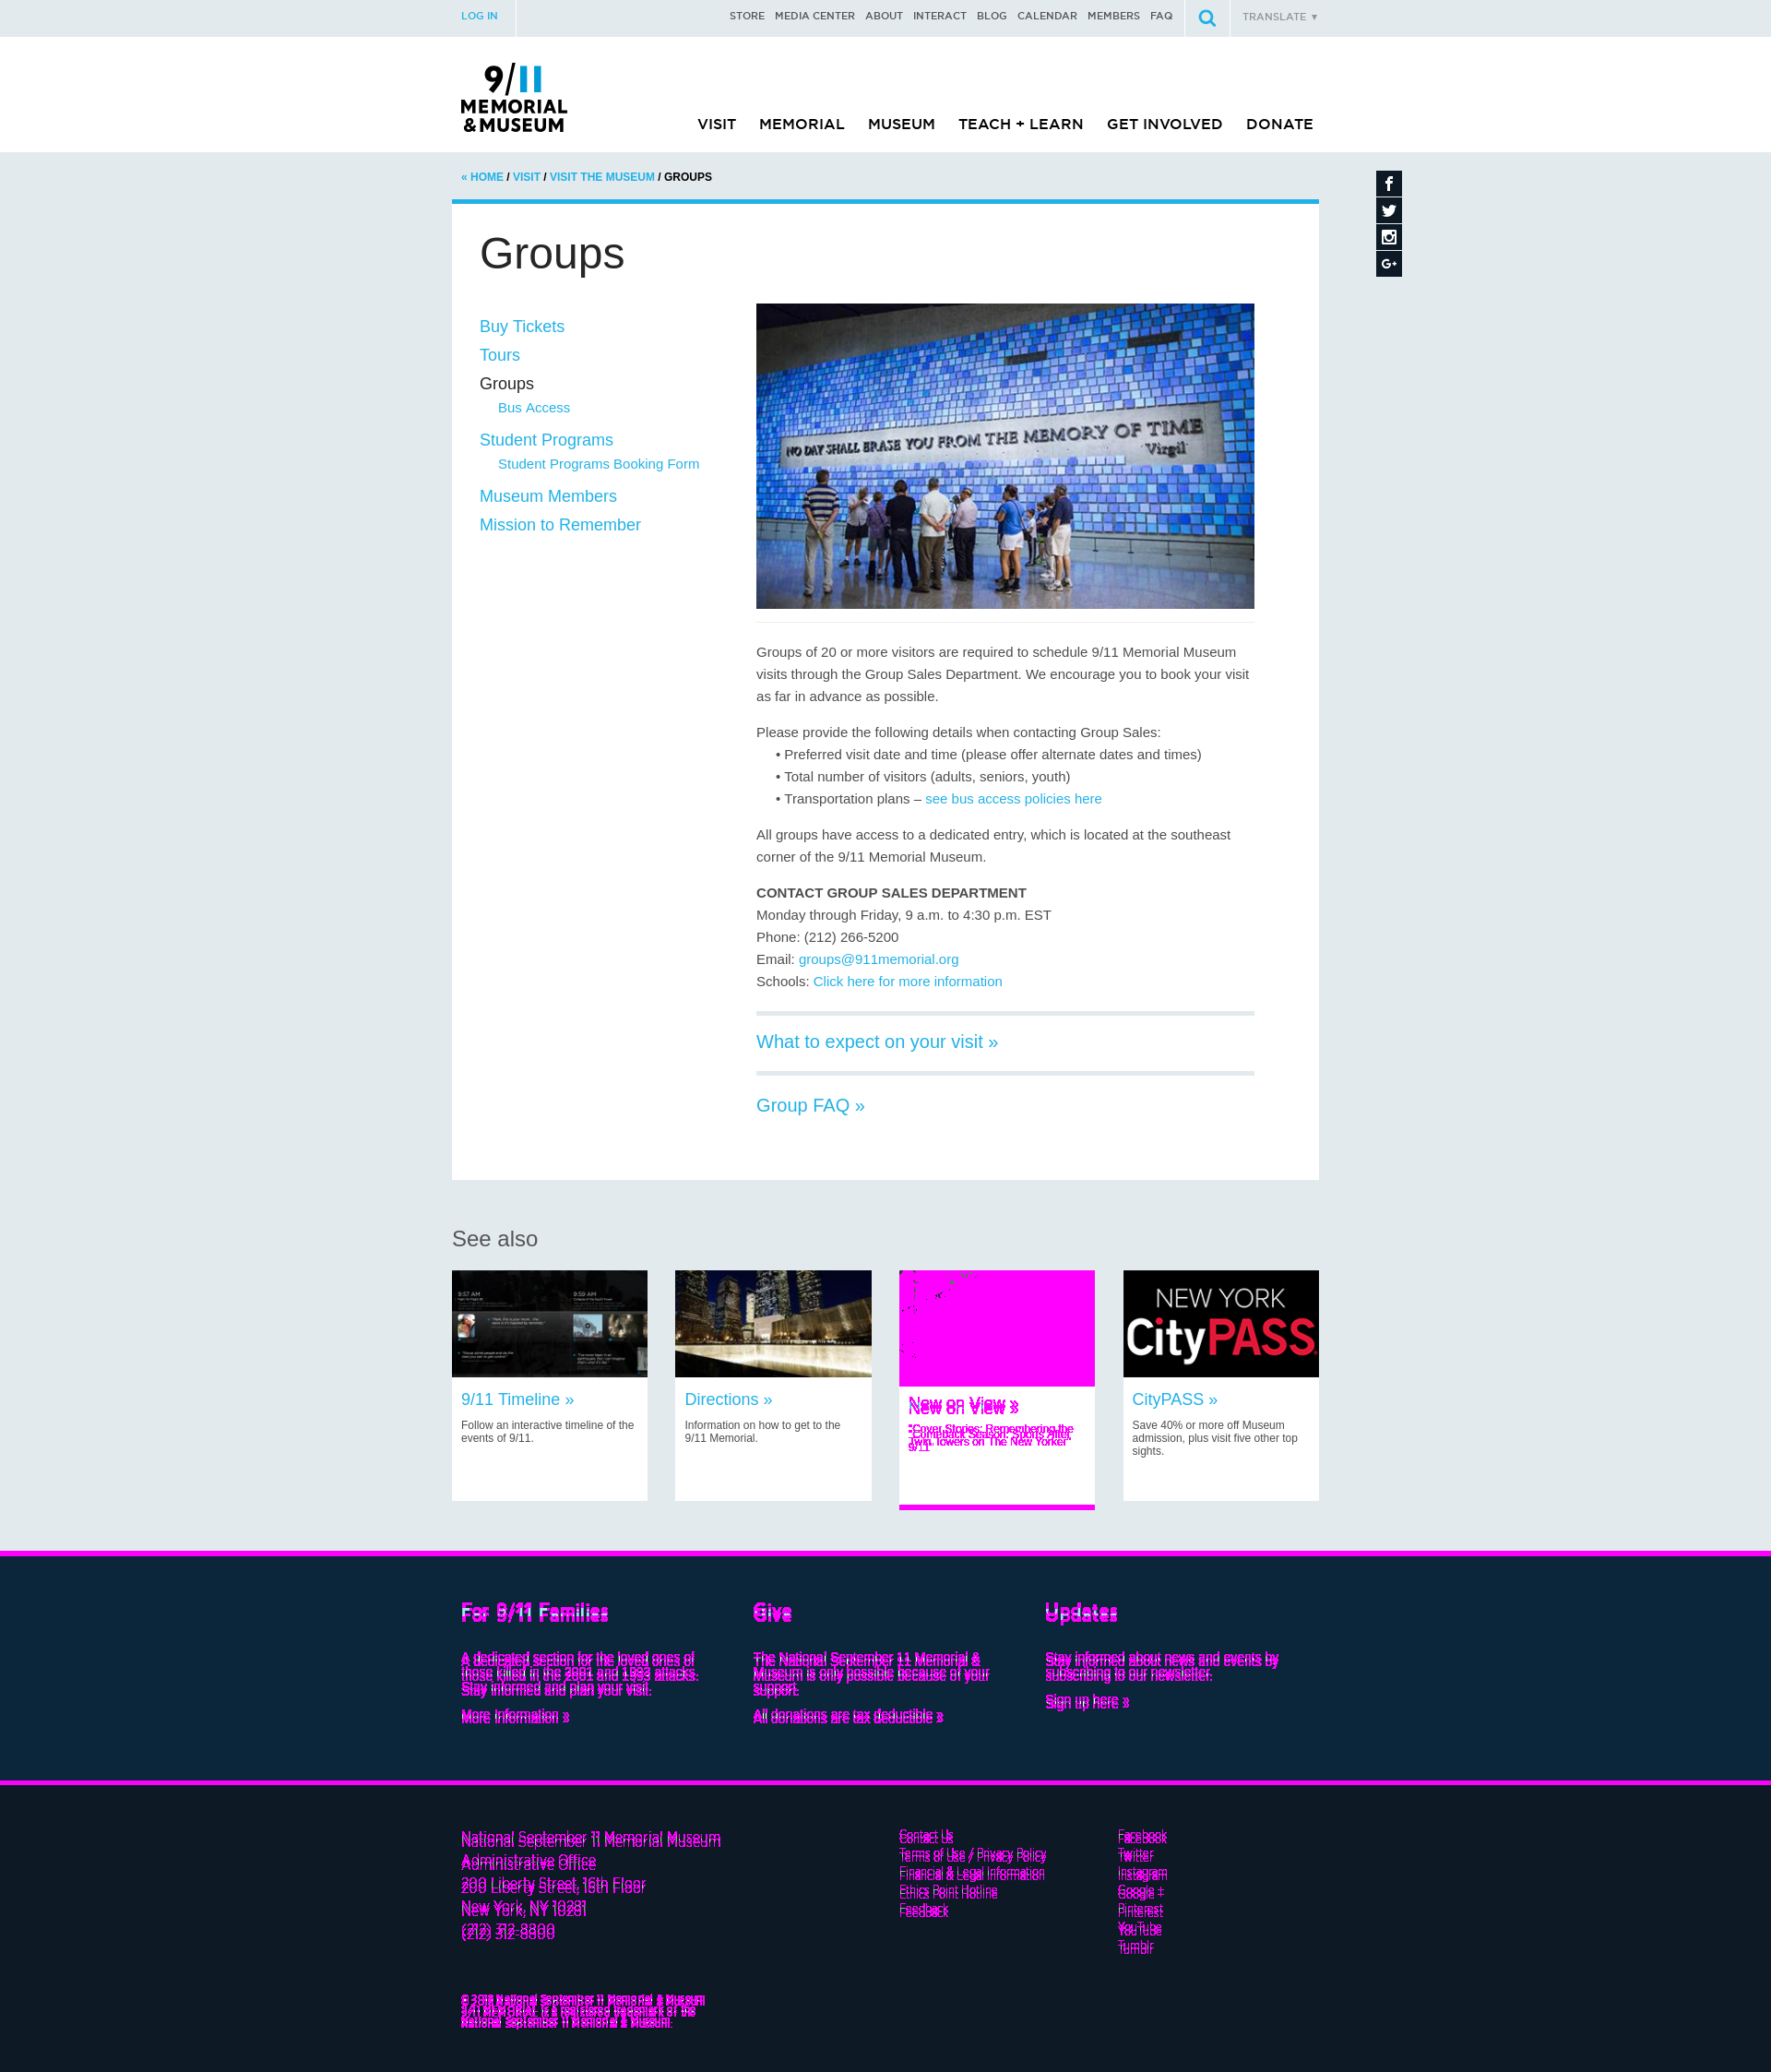 LOG IN
STORE MEDIA CENTER ABOUT INTERACT BLOG CALENDAR MEMBERS FAQ TRANSLATE ▼
9/11
MEMORIAL
&MUSEUM
VISIT MEMORIAL MUSEUM TEACH + LEARN GET INVOLVED DONATE
« HOME / VISIT / VISIT THE MUSEUM / GROUPS
Groups
Buy Tickets
Tours
Groups
Bus Access
Student Programs
Student Programs Booking Form
Museum Members
Mission to Remember
NO DAY SHALL ERASE YOU FROM THE MEMORY OF TIME
Virgil
Groups of 20 or more visitors are required to schedule 9/11 Memorial Museum
visits through the Group Sales Department. We encourage you to book your visit
as far in advance as possible.
Please provide the following details when contacting Group Sales:
• Preferred visit date and time (please offer alternate dates and times)
• Total number of visitors (adults, seniors, youth)
• Transportation plans – see bus access policies here
All groups have access to a dedicated entry, which is located at the southeast
corner of the 9/11 Memorial Museum.
CONTACT GROUP SALES DEPARTMENT
Monday through Friday, 9 a.m. to 4:30 p.m. EST
Phone: (212) 266-5200
Email: groups@911memorial.org
Schools: Click here for more information
What to expect on your visit »
Group FAQ »
See also
9:57 AM
9:59 AM
NEW YORK
CityPASS
9/11 Timeline »
Follow an interactive timeline of the
events of 9/11.
Directions »
Information on how to get to the
9/11 Memorial.
New on View »
"Cover Stories: Remembering the
Twin Towers on The New Yorker"
"Comeback Season: Sports After
9/11"
CityPASS »
Save 40% or more off Museum
admission, plus visit five other top
sights.
For 9/11 Families
A dedicated section for the loved ones of
those killed in the 2001 and 1993 attacks.
Stay informed and plan your visit.
More Information »
Give
The National September 11 Memorial &
Museum is only possible because of your
support.
All donations are tax deductible »
Updates
Stay informed about news and events by
subscribing to our newsletter.
Sign up here »
National September 11 Memorial Museum
Administrative Office
200 Liberty Street, 16th Floor
New York, NY 10281
(212) 312-8800
Contact Us
Terms of Use / Privacy Policy
Financial & Legal Information
Ethics Point Hotline
Feedback
Facebook
Twitter
Instagram
Google +
Pinterest
YouTube
Tumblr
National September 11 Memorial & Museum
9/11 MEMORIAL is a registered trademark of the
National September 11 Memorial & Museum.